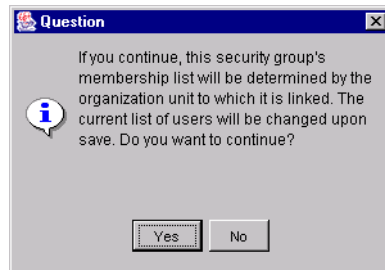 Question
If you continue, this security group's
membership list will be determined by the
organization unit to which it is linked. The
current list of users will be changed upon
save. Do you want to continue?
Yes No